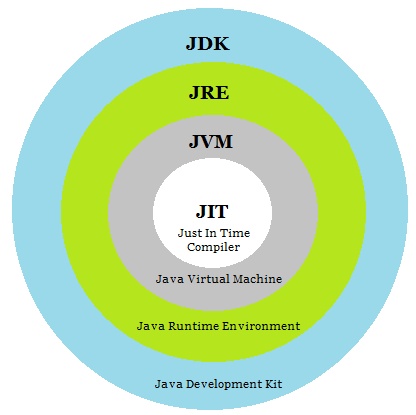 JDK
JRE
JVM
JIT
Just In Time
Compiler
Java Virtual Machine
Java Runtime Environment
Java Development Kit